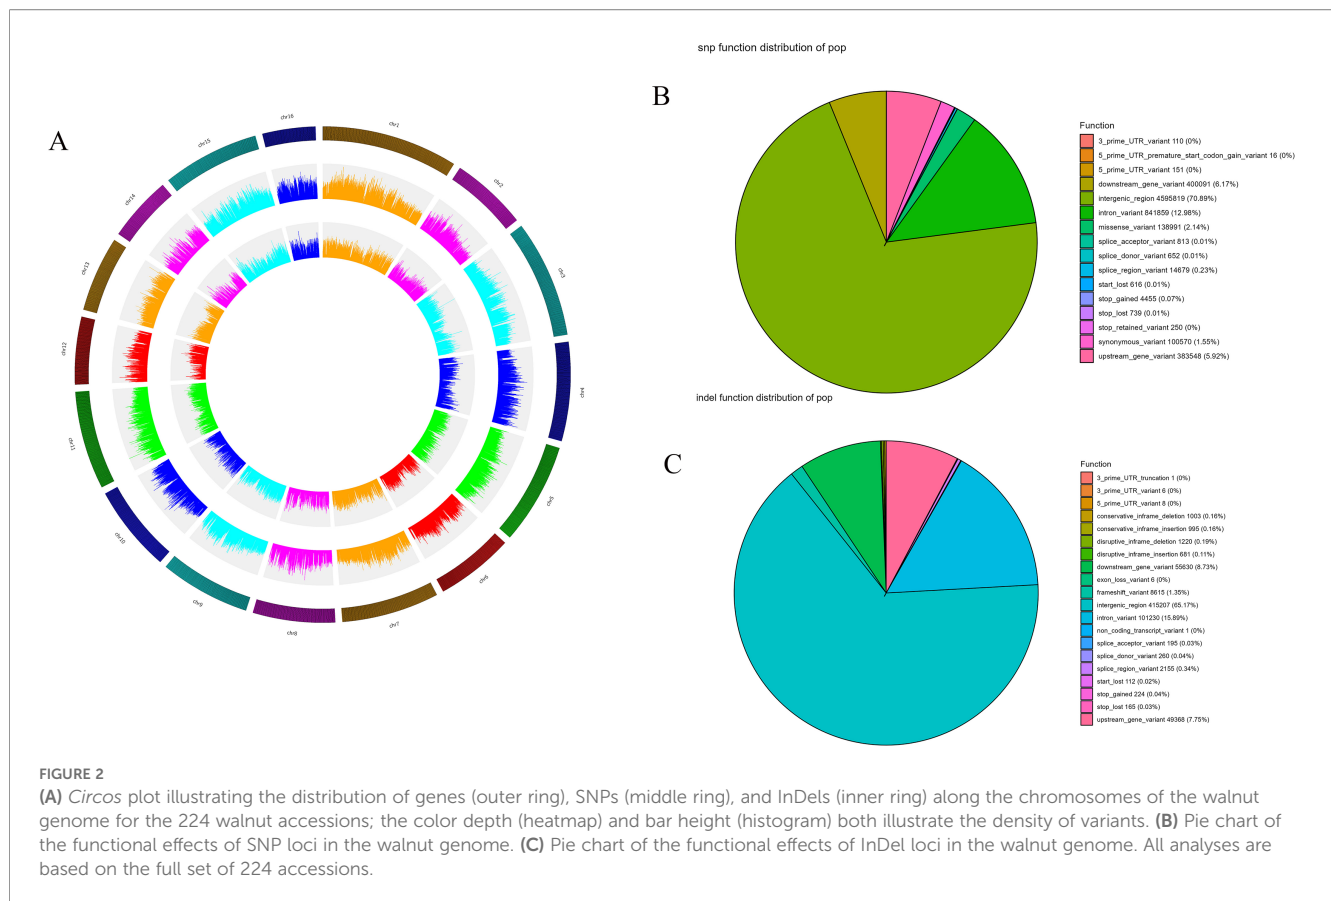 snp function distribution of pop
B
A
chr1
chr2
chr3
chr4
chr5
chr6
chr7
chr8
chr9
chr10
chr11
chr12
chr13
chr14
chr15
chr16
Function
3_prime_UTR_variant 110 (0%)
5_prime_UTR_premature_start_codon_gain_variant 16 (0%)
5_prime_UTR_variant 151 (0%)
downstream_gene_variant 400091 (6.17%)
intergenic_region 4595819 (70.89%)
intron_variant 841859 (12.98%)
missense_variant 138991 (2.14%)
splice_acceptor_variant 813 (0.01%)
splice_donor_variant 652 (0.01%)
splice_region_variant 14679 (0.23%)
start_lost 616 (0.01%)
stop_gained 4455 (0.07%)
stop_lost 739 (0.01%)
stop_retained_variant 250 (0%)
synonymous_variant 100570 (1.55%)
upstream_gene_variant 383548 (5.92%)
indel function distribution of pop
C
Function
3_prime_UTR_truncation 1 (0%)
3_prime_UTR_variant 6 (0%)
5_prime_UTR_variant 8 (0%)
conservative_inframe_deletion 1003 (0.16%)
conservative_inframe_insertion 995 (0.16%)
disruptive_inframe_deletion 1220 (0.19%)
disruptive_inframe_insertion 681 (0.11%)
downstream_gene_variant 55630 (8.73%)
exon_loss_variant 6 (0%)
frameshift_variant 8615 (1.35%)
intergenic_region 415207 (65.17%)
intron_variant 101230 (15.89%)
non_coding_transcript_variant 1 (0%)
splice_acceptor_variant 195 (0.03%)
splice_donor_variant 260 (0.04%)
splice_region_variant 2155 (0.34%)
start_lost 112 (0.02%)
stop_gained 224 (0.04%)
stop_lost 165 (0.03%)
upstream_gene_variant 49368 (7.75%)
FIGURE 2
(A) Circos plot illustrating the distribution of genes (outer ring), SNPs (middle ring), and InDels (inner ring) along the chromosomes of the walnut
genome for the 224 walnut accessions; the color depth (heatmap) and bar height (histogram) both illustrate the density of variants. (B) Pie chart of
the functional effects of SNP loci in the walnut genome. (C) Pie chart of the functional effects of InDel loci in the walnut genome. All analyses are
based on the full set of 224 accessions.